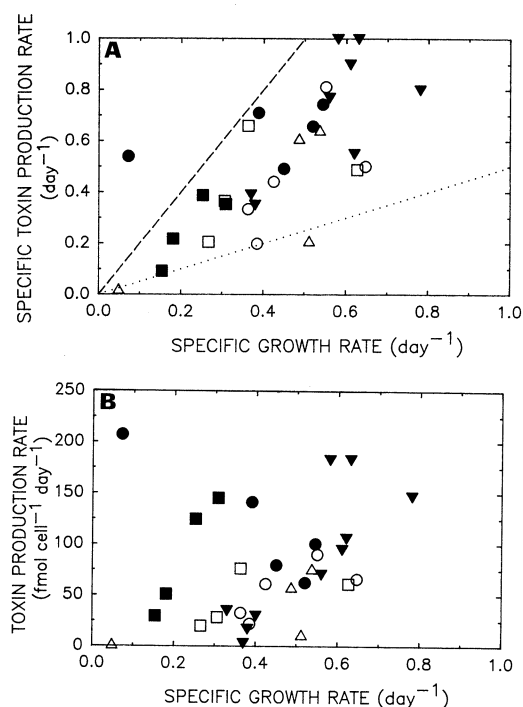 A
SPECIFIC TOXIN PRODUCTION RATE
(day⁻¹)
1.0
0.8
0.6
0.4
0.2
0.0
0.0 0.2 0.4 0.6 0.8 1.0
SPECIFIC GROWTH RATE (day⁻¹)
B
TOXIN PRODUCTION RATE
(fmol cell⁻¹ day⁻¹)
250
200
150
100
50
0
0.0 0.2 0.4 0.6 0.8 1.0
SPECIFIC GROWTH RATE (day⁻¹)